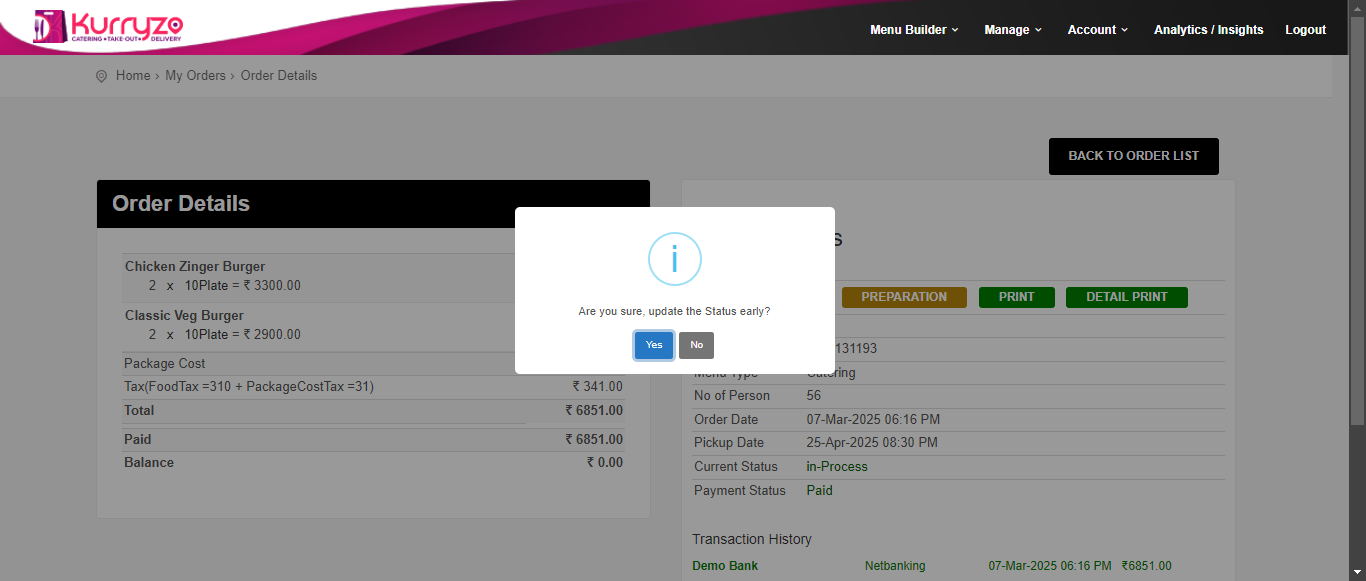 Kurryzo
CATERING • TAKE-OUT • DELIVERY
Menu Builder
Manage
Account
Analytics / Insights
Logout
Home › My Orders › Order Details
BACK TO ORDER LIST
Order Details
Chicken Zinger Burger
2 x 10Plate = ₹ 3300.00
Classic Veg Burger
2 x 10Plate = ₹ 2900.00
Package Cost
Tax(FoodTax =310 + PackageCostTax =31) ₹ 341.00
Total ₹ 6851.00
Paid ₹ 6851.00
Balance ₹ 0.00
i
Are you sure, update the Status early?
Yes No
s
PREPARATION PRINT DETAIL PRINT
131193
Menu Type Catering
No of Person 56
Order Date 07-Mar-2025 06:16 PM
Pickup Date 25-Apr-2025 08:30 PM
Current Status in-Process
Payment Status Paid
Transaction History
Demo Bank Netbanking 07-Mar-2025 06:16 PM ₹6851.00